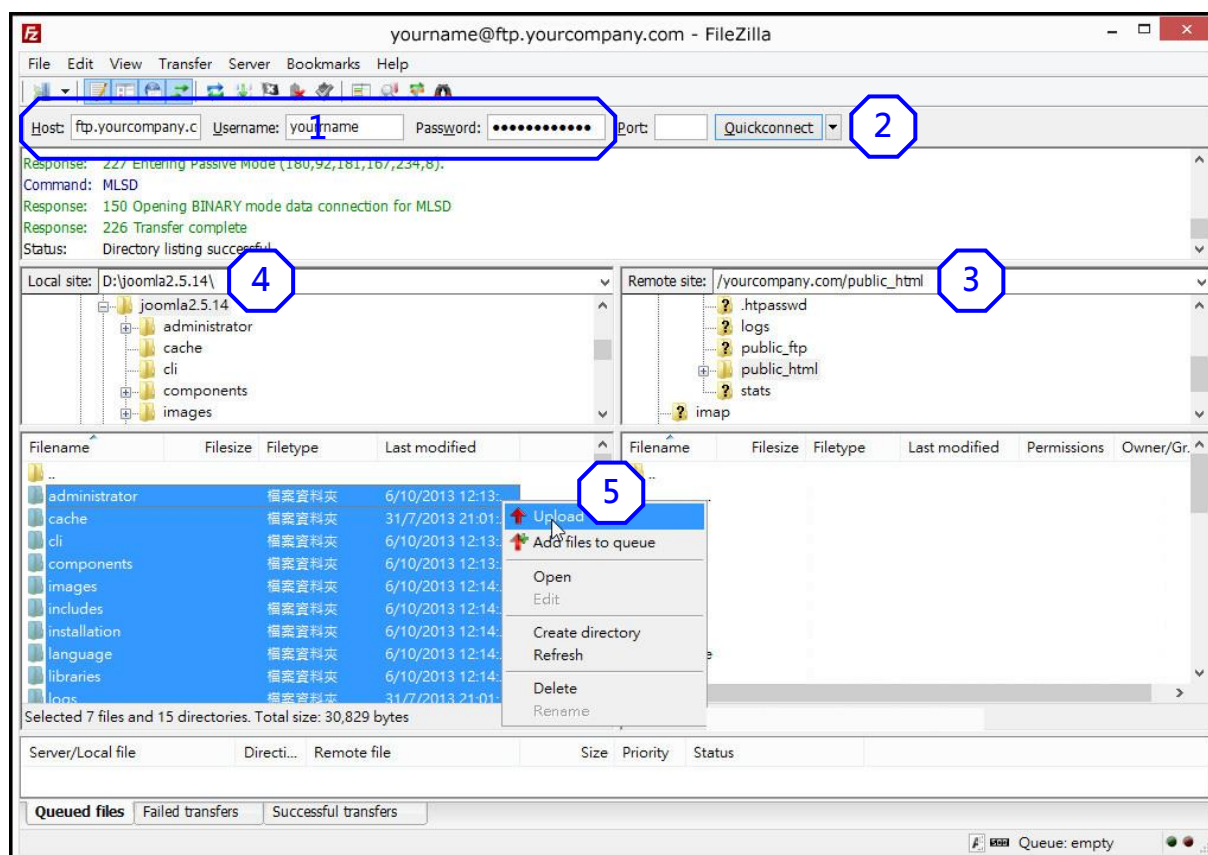 yourname@ftp.yourcompany.com - FileZilla
File Edit View Transfer Server Bookmarks Help
Host: ftp.yourcompany.c Username: yourname Password: ●●●●●●●●●●●● Port: Quickconnect
1
2
Response: 227 Entering Passive Mode (180,92,181,167,234,8).
Command: MLSD
Response: 150 Opening BINARY mode data connection for MLSD
Response: 226 Transfer complete
Status: Directory listing successful
Local site: D:\joomla2.5.14\
4
joomla2.5.14
administrator
cache
cli
components
images
Remote site: /yourcompany.com/public_html
3
.htpasswd
logs
public_ftp
public_html
stats
imap
Filename Filesize Filetype Last modified
..
administrator 檔案資料夾 6/10/2013 12:13:..
cache 檔案資料夾 31/7/2013 21:01:..
cli 檔案資料夾 6/10/2013 12:13:..
components 檔案資料夾 6/10/2013 12:13:..
images 檔案資料夾 6/10/2013 12:14:..
includes 檔案資料夾 6/10/2013 12:14:..
installation 檔案資料夾 6/10/2013 12:14:..
language 檔案資料夾 6/10/2013 12:14:..
libraries 檔案資料夾 6/10/2013 12:14:..
logs 檔案資料夾 31/7/2013 21:01:
Selected 7 files and 15 directories. Total size: 30,829 bytes
Filename Filesize Filetype Last modified Permissions Owner/Gr.
..
5
Upload
Add files to queue
Open
Edit
Create directory
Refresh
Delete
Rename
Server/Local file Directi... Remote file Size Priority Status
Queued files Failed transfers Successful transfers
Queue: empty